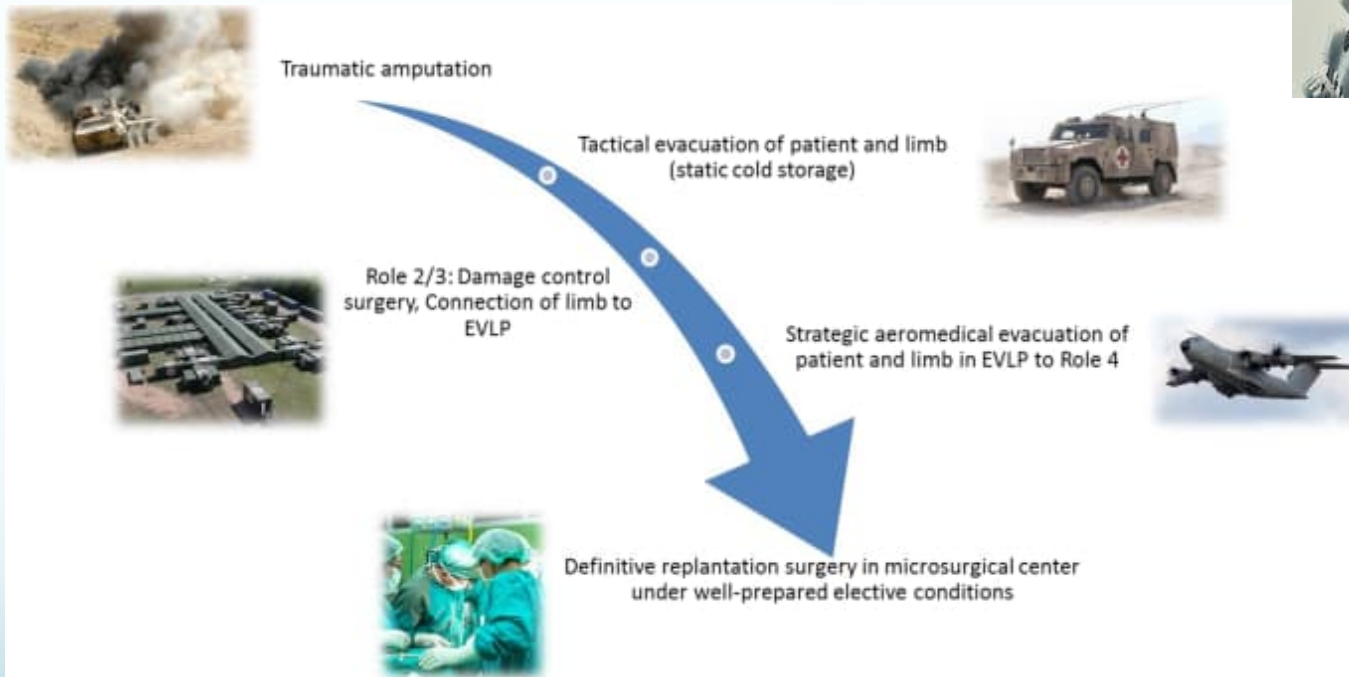 Traumatic amputation
Tactical evacuation of patient and limb
(static cold storage)
Role 2/3: Damage control
surgery, Connection of limb to
EVLP
Strategic aeromedical evacuation of
patient and limb in EVLP to Role 4
Definitive replantation surgery in microsurgical center
under well-prepared elective conditions